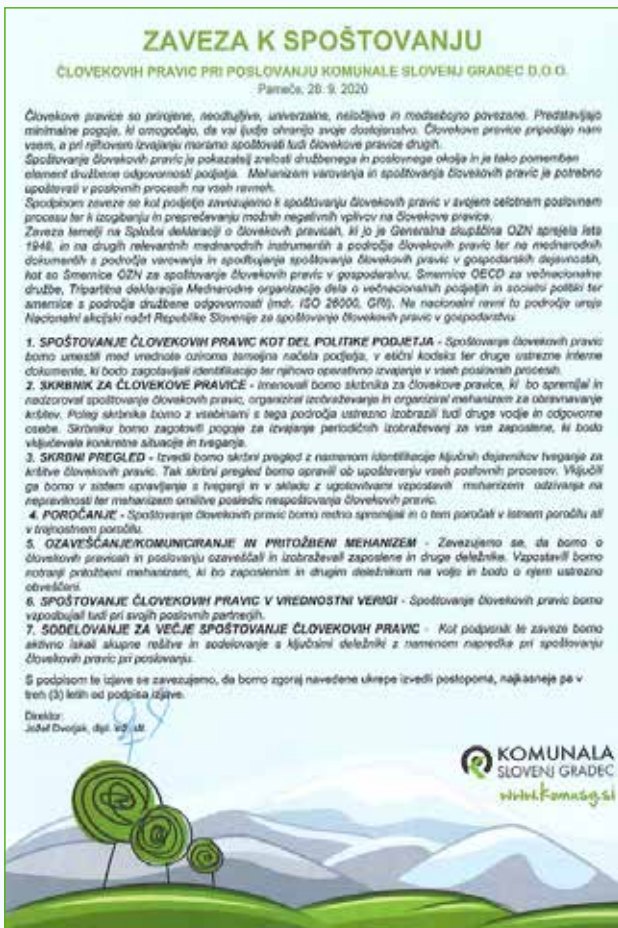 ZAVEZA K SPOŠTOVANJU
ČLOVEKOVIH PRAVIC PRI POSLOVANJU KOMUNALE SLOVENJ GRADEC D.O.O.
Pameče, 28. 9. 2020
Človekove pravice so prirojene, neodtujljive, univerzalne, neločljive in medsebojno povezane. Predstavljajo
minimalne pogoje, ki omogočajo, da vsi ljudje ohranijo svoje dostojanstvo. Človekove pravice pripadajo nam
vsem, a pri njihovem izvajanju moramo spoštovati tudi človekove pravice drugih.
Spoštovanje človekovih pravic je pokazatelj zrelosti družbenega in poslovnega okolja in je tako pomemben
element družbene odgovornosti podjetja. Mehanizem varovanja in spoštovanja človekovih pravic je potrebno
upoštevati v poslovnih procesih na vseh ravneh.
Spodpisom zaveze se kot podjetje zavezujemo k spoštovanju človekovih pravic v svojem celotnem poslovnem
procesu ter k izogibanju in preprečevanju možnih negativnih vplivov na človekove pravice.
Zaveza temelji na Splošni deklaraciji o človekovih pravicah, ki jo je Generalna skupščina OZN sprejela leta
1948, in na drugih relevantnih mednarodnih instrumentih s področja človekovih pravic ter na mednarodnih
dokumentih s področja varovanja in spodbujanja spoštovanja človekovih pravic v gospodarskih dejavnostih,
kot so Smernice OZN za spoštovanje človekovih pravic v gospodarstvu, Smernice OECD za večnacionalne
družbe, Tripartitna deklaracija Mednarodne organizacije dela o večnacionalnih podjetjih in socialni politiki ter
smernice s področja družbene odgovornosti (mdr. ISO 26000, GRI). Na nacionalni ravni to področje ureja
Nacionalni akcijski načrt Republike Slovenije za spoštovanje človekovih pravic v gospodarstvu.
1. SPOŠTOVANJE ČLOVEKOVIH PRAVIC KOT DEL POLITIKE PODJETJA - Spoštovanje človekovih pravic
bomo umestili med vrednote oziroma temeljna načela podjetja, v etični kodeks ter druge ustrezne interne
dokumente, ki bodo zagotavljali identifikacijo ter njihovo operativno izvajanje v vseh poslovnih procesih.
2. SKRBNIK ZA ČLOVEKOVE PRAVICE - Imenovali bomo skrbnika za človekove pravice, ki bo spremljal in
nadzoroval spoštovanje človekovih pravic, organiziral izobraževanja in organiziral mehanizem za obravnavanje
kršitev. Poleg skrbnika bomo z vsebinami s tega področja ustrezno izobrazili tudi druge vodje in odgovorne
osebe. Skrbniku bomo zagotovili pogoje za izvajanje periodičnih izobraževanj za vse zaposlene, ki bodo
vključevala konkretne situacije in tveganja.
3. SKRBNI PREGLED - Izvedli bomo skrbni pregled z namenom identifikacije ključnih dejavnikov tveganja za
kršitve človekovih pravic. Tak skrbni pregled bomo opravili ob upoštevanju vseh poslovnih procesov. Vključili
ga bomo v sistem upravljanja s tveganji in v skladu z ugotovitvami vzpostavili mehanizem odzivanja na
nepravilnosti ter mehanizem omilitve posledic nespoštovanja človekovih pravic.
4. POROČANJE - Spoštovanje človekovih pravic bomo redno spremljali in o tem poročali v letnem poročilu ali
v trajnostnem poročilu.
5. OZAVEŠČANJE/KOMUNICIRANJE IN PRITOŽBENI MEHANIZEM - Zavezujemo se, da bomo o
človekovih pravicah in poslovanju ozaveščali in izobraževali zaposlene in druge deležnike. Vzpostavili bomo
notranji pritožbeni mehanizem, ki bo zaposlenim in drugim deležnikom na voljo in bodo o njem ustrezno
obveščeni.
6. SPOŠTOVANJE ČLOVEKOVIH PRAVIC V VREDNOSTNI VERIGI - Spoštovanje človekovih pravic bomo
vzpodbujali tudi pri svojih poslovnih partnerjih.
7. SODELOVANJE ZA VEČJE SPOŠTOVANJE ČLOVEKOVIH PRAVIC - Kot podpisnik te zaveze bomo
aktivno iskali skupne rešitve in sodelovanje s ključnimi deležniki z namenom napredka pri spoštovanju
človekovih pravic pri poslovanju.
S podpisom te izjave se zavezujemo, da bomo zgoraj navedene ukrepe izvedli postopoma, najkasneje pa v
treh (3) letih od podpisa izjave.
Direktor:
Jožef Dvorjak, dipl.
KOMUNALA
SLOVENJ GRADEC
www.komusg.si